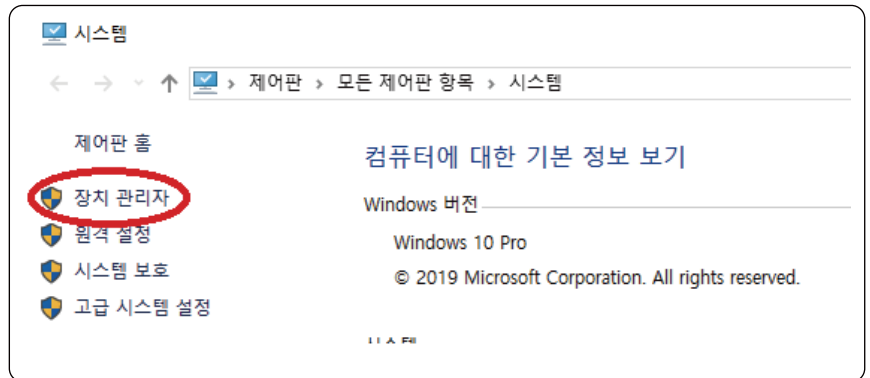 시스템
제어판 › 모든 제어판 항목 › 시스템
제어판 홈
장치 관리자
원격 설정
시스템 보호
고급 시스템 설정
컴퓨터에 대한 기본 정보 보기
Windows 버전
Windows 10 Pro
© 2019 Microsoft Corporation. All rights reserved.